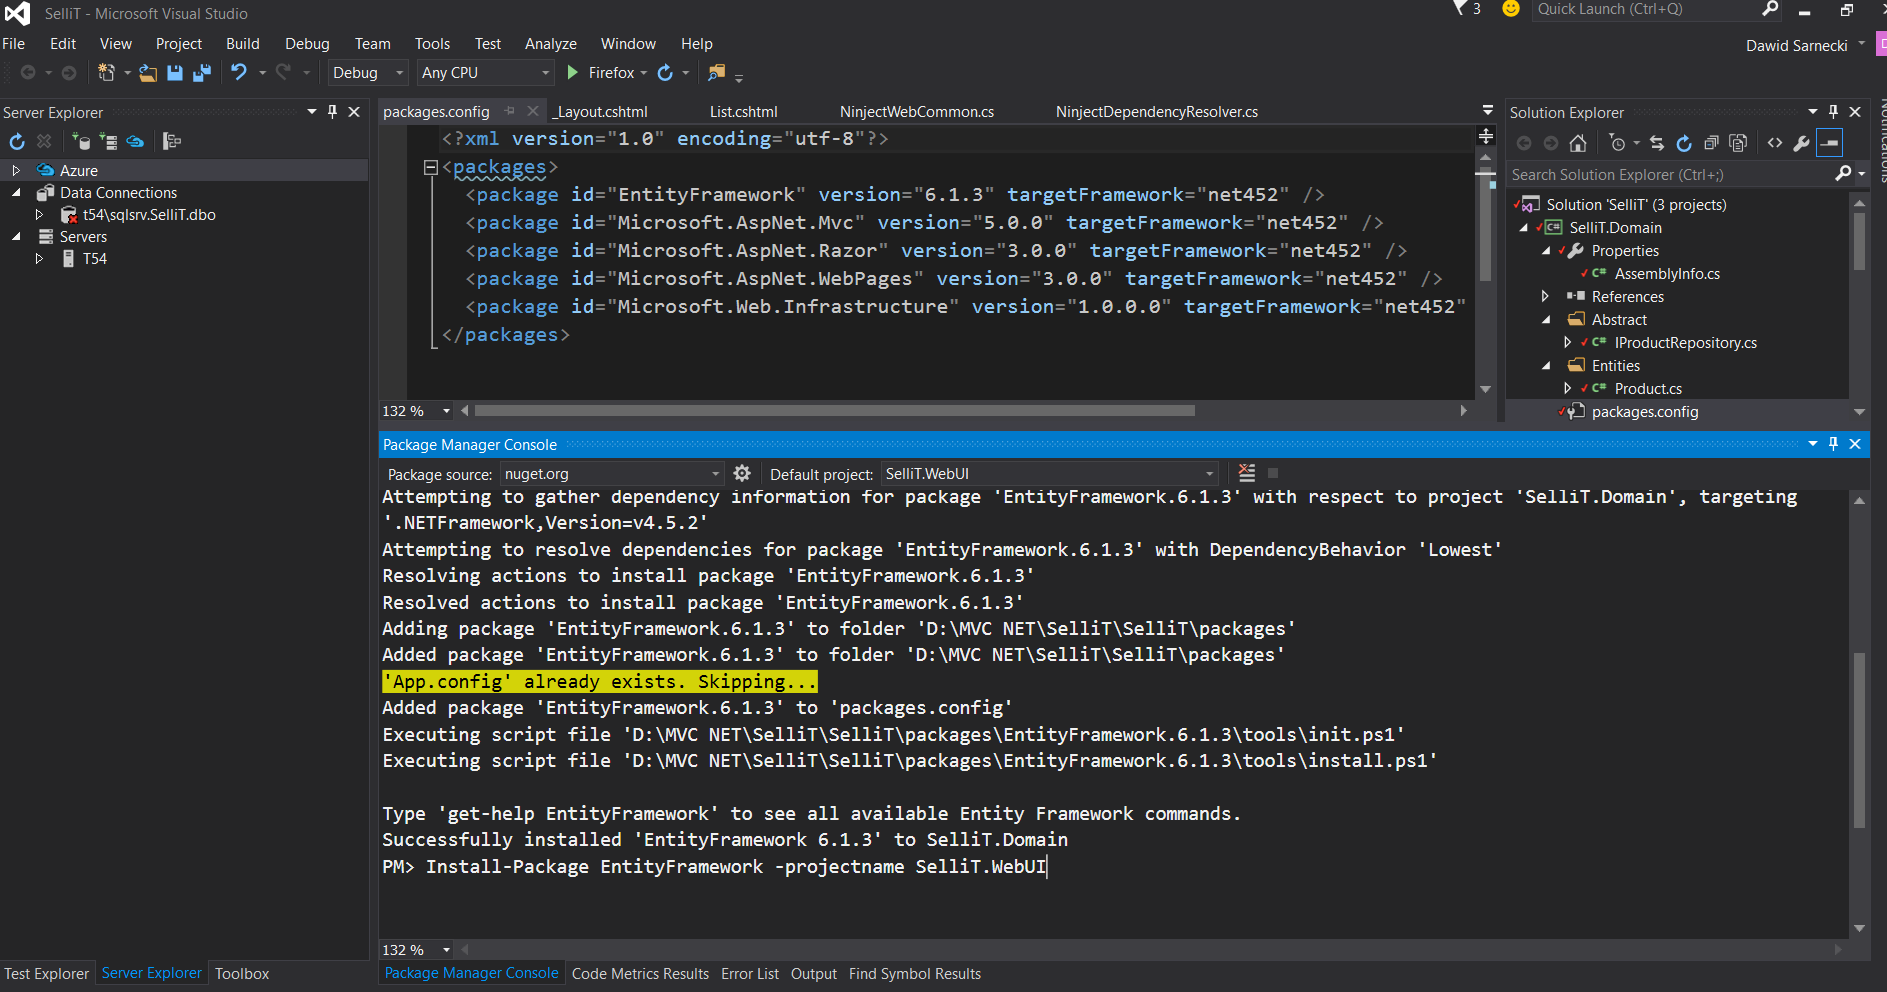 SelliT - Microsoft Visual Studio
3
Quick Launch (Ctrl+Q)
File Edit View Project Build Debug Team Tools Test Analyze Window Help
Dawid Sarnecki
D
Debug Any CPU Firefox
Server Explorer
Azure
Data Connections
t54\sqlsrv.SelliT.dbo
Servers
T54
packages.config _Layout.cshtml List.cshtml NinjectWebCommon.cs NinjectDependencyResolver.cs
<?xml version="1.0" encoding="utf-8"?>
<packages>
<package id="EntityFramework" version="6.1.3" targetFramework="net452" />
<package id="Microsoft.AspNet.Mvc" version="5.0.0" targetFramework="net452" />
<package id="Microsoft.AspNet.Razor" version="3.0.0" targetFramework="net452" />
<package id="Microsoft.AspNet.WebPages" version="3.0.0" targetFramework="net452" />
<package id="Microsoft.Web.Infrastructure" version="1.0.0.0" targetFramework="net452"
</packages>
132 %
Solution Explorer
Search Solution Explorer (Ctrl+;)
Solution 'SelliT' (3 projects)
C# SelliT.Domain
Properties
C# AssemblyInfo.cs
References
Abstract
C# IProductRepository.cs
Entities
C# Product.cs
packages.config
Notifications
Package Manager Console
Package source: nuget.org Default project: SelliT.WebUI
Attempting to gather dependency information for package 'EntityFramework.6.1.3' with respect to project 'SelliT.Domain', targeting
'.NETFramework,Version=v4.5.2'
Attempting to resolve dependencies for package 'EntityFramework.6.1.3' with DependencyBehavior 'Lowest'
Resolving actions to install package 'EntityFramework.6.1.3'
Resolved actions to install package 'EntityFramework.6.1.3'
Adding package 'EntityFramework.6.1.3' to folder 'D:\MVC NET\SelliT\SelliT\packages'
Added package 'EntityFramework.6.1.3' to folder 'D:\MVC NET\SelliT\SelliT\packages'
'App.config' already exists. Skipping...
Added package 'EntityFramework.6.1.3' to 'packages.config'
Executing script file 'D:\MVC NET\SelliT\SelliT\packages\EntityFramework.6.1.3\tools\init.ps1'
Executing script file 'D:\MVC NET\SelliT\SelliT\packages\EntityFramework.6.1.3\tools\install.ps1'
Type 'get-help EntityFramework' to see all available Entity Framework commands.
Successfully installed 'EntityFramework 6.1.3' to SelliT.Domain
PM> Install-Package EntityFramework -projectname SelliT.WebUI
132 %
Test Explorer Server Explorer Toolbox
Package Manager Console Code Metrics Results Error List Output Find Symbol Results